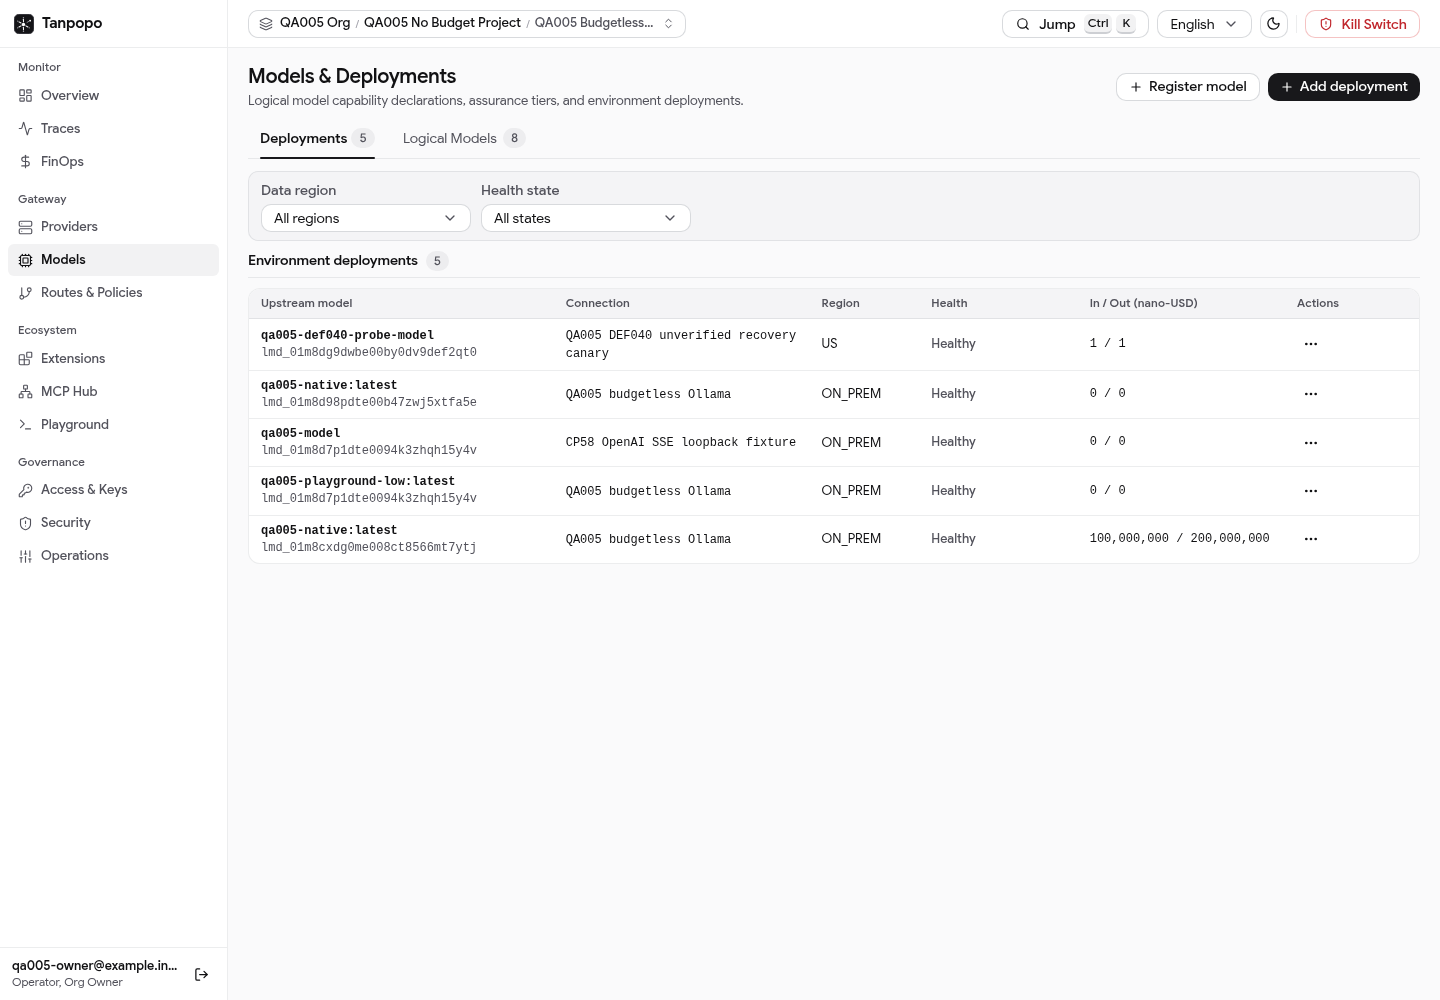 Tanpopo
QA005 Org / QA005 No Budget Project / QA005 Budgetless...
Jump Ctrl K
English
Kill Switch
Monitor
Overview
Traces
FinOps
Gateway
Providers
Models
Routes & Policies
Ecosystem
Extensions
MCP Hub
Playground
Governance
Access & Keys
Security
Operations
qa005-owner@example.in...
Operator, Org Owner
Models & Deployments
Logical model capability declarations, assurance tiers, and environment deployments.
Register model
Add deployment
Deployments 5
Logical Models 8
Data region
Health state
All regions
All states
Environment deployments 5
Upstream model Connection Region Health In / Out (nano-USD) Actions
qa005-def040-probe-model
lmd_01m8dg9dwbe00by0dv9def2qt0
QA005 DEF040 unverified recovery
canary
US Healthy 1 / 1
qa005-native:latest
lmd_01m8d98pdte00b47zwj5xtfa5e
QA005 budgetless Ollama ON_PREM Healthy 0 / 0
qa005-model
lmd_01m8d7p1dte0094k3zhqh15y4v
CP58 OpenAI SSE loopback fixture ON_PREM Healthy 0 / 0
qa005-playground-low:latest
lmd_01m8d7p1dte0094k3zhqh15y4v
QA005 budgetless Ollama ON_PREM Healthy 0 / 0
qa005-native:latest
lmd_01m8cxdg0me008ct8566mt7ytj
QA005 budgetless Ollama ON_PREM Healthy 100,000,000 / 200,000,000